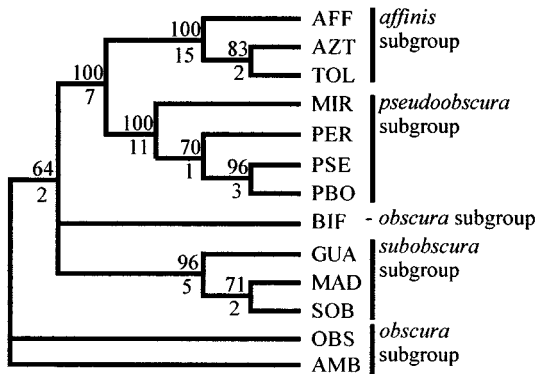 AFF
affinis
100
15
83
AZT
subgroup
2
TOL
100
7
MIR
pseudoobscura
100
11
PER
subgroup
70
1
96
PSE
3
PBO
64
2
BIF
- obscura subgroup
GUA
subobscura
96
5
71
MAD
subgroup
2
SOB
OBS
obscura
AMB
subgroup